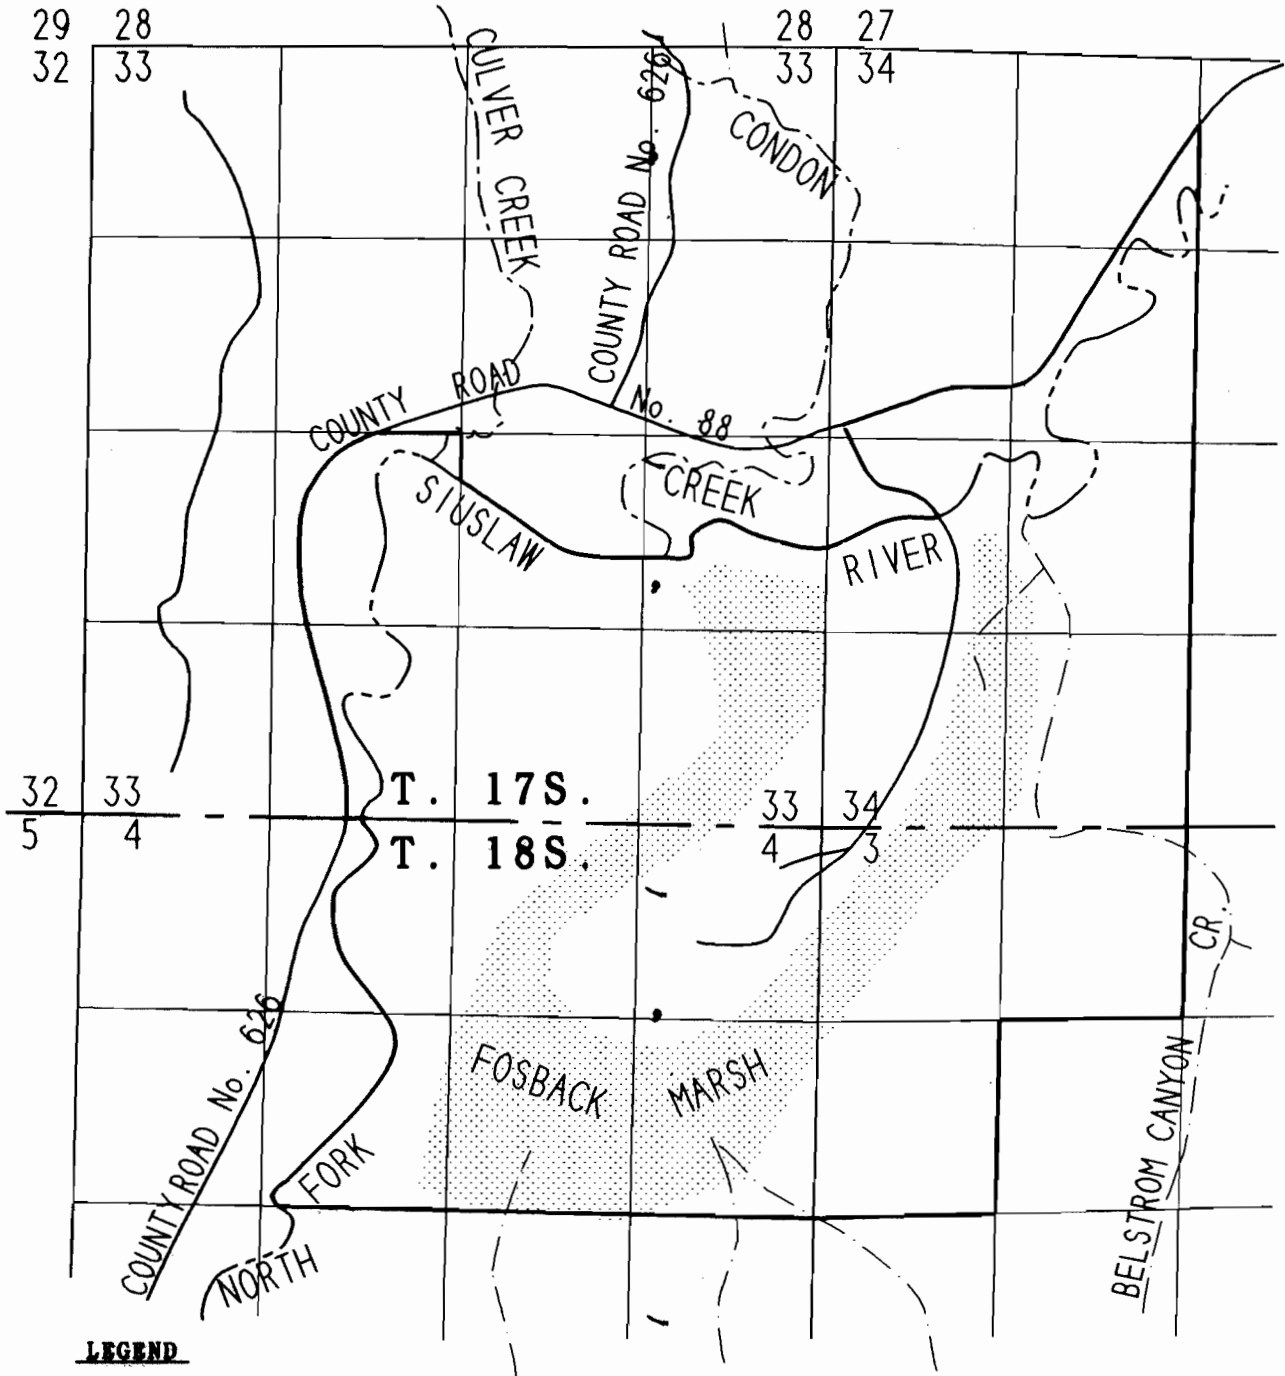 29 28 28 27
32 33 33 34
CULVER CREEK
COUNTY ROAD No. 626
CONDON
CREEK
COUNTY ROAD No. 88
SIUSLAW
RIVER
32 33 T. 17S. 33 34
5 4 T. 18S. 4 3
CR.
BELSTROM CANYON
COUNTY ROAD No. 626
FOSBACK MARSH
FORK
NORTH
LEGEND